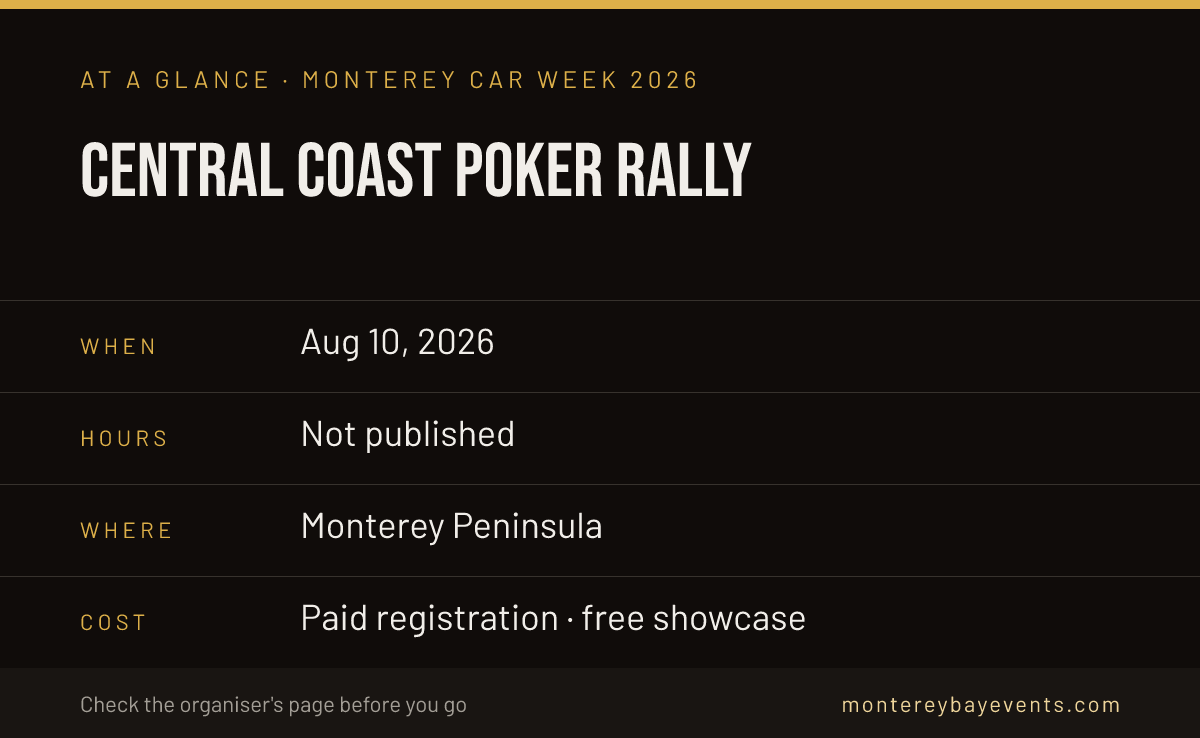 AT A GLANCE · MONTEREY CAR WEEK 2026
CENTRAL COAST POKER RALLY
WHEN Aug 10, 2026
HOURS Not published
WHERE Monterey Peninsula
COST Paid registration · free showcase
Check the organiser's page before you go montereybayevents.com